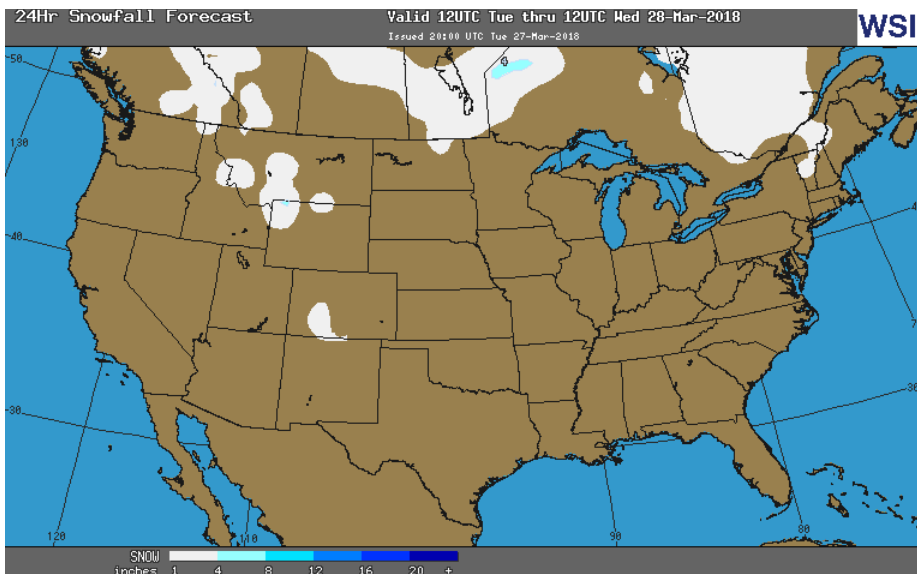 24Hr Snowfall Forecast
Valid 12UTC Tue thru 12UTC Wed 28-Mar-2018
WSI
Issued 20:00 UTC Tue 27-Mar-2018
50
4
130
40
30
120
110
90
80
SNOW
inches 1 4 8 12 16 20 +